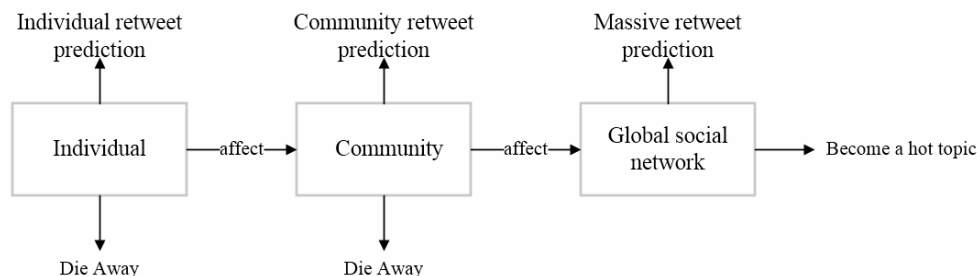 Individual retweet
prediction
Community retweet
prediction
Massive retweet
prediction
Individual
affect
Community
affect
Global social
network
Become a hot topic
Die Away
Die Away